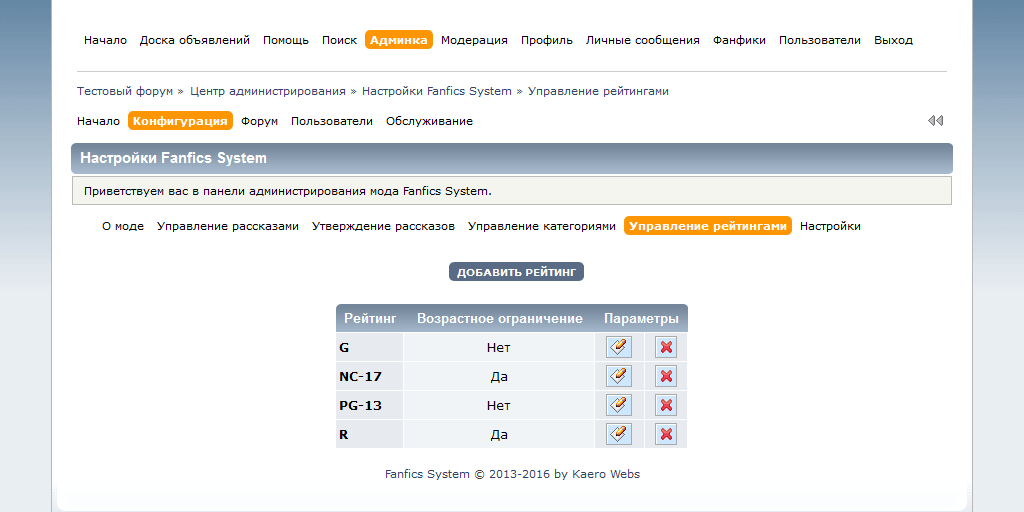 Начало Доска объявлений Помощь Поиск Админка Модерация Профиль Личные сообщения Фанфики Пользователи Выход
Тестовый форум » Центр администрирования » Настройки Fanfics System » Управление рейтингами
Начало Конфигурация Форум Пользователи Обслуживание
Настройки Fanfics System
Приветствуем вас в панели администрирования мода Fanfics System.
О моде Управление рассказами Утверждение рассказов Управление категориями Управление рейтингами Настройки
ДОБАВИТЬ РЕЙТИНГ
Рейтинг Возрастное ограничение Параметры
G Нет
NC-17 Да
PG-13 Нет
R Да
Fanfics System © 2013-2016 by Kaero Webs